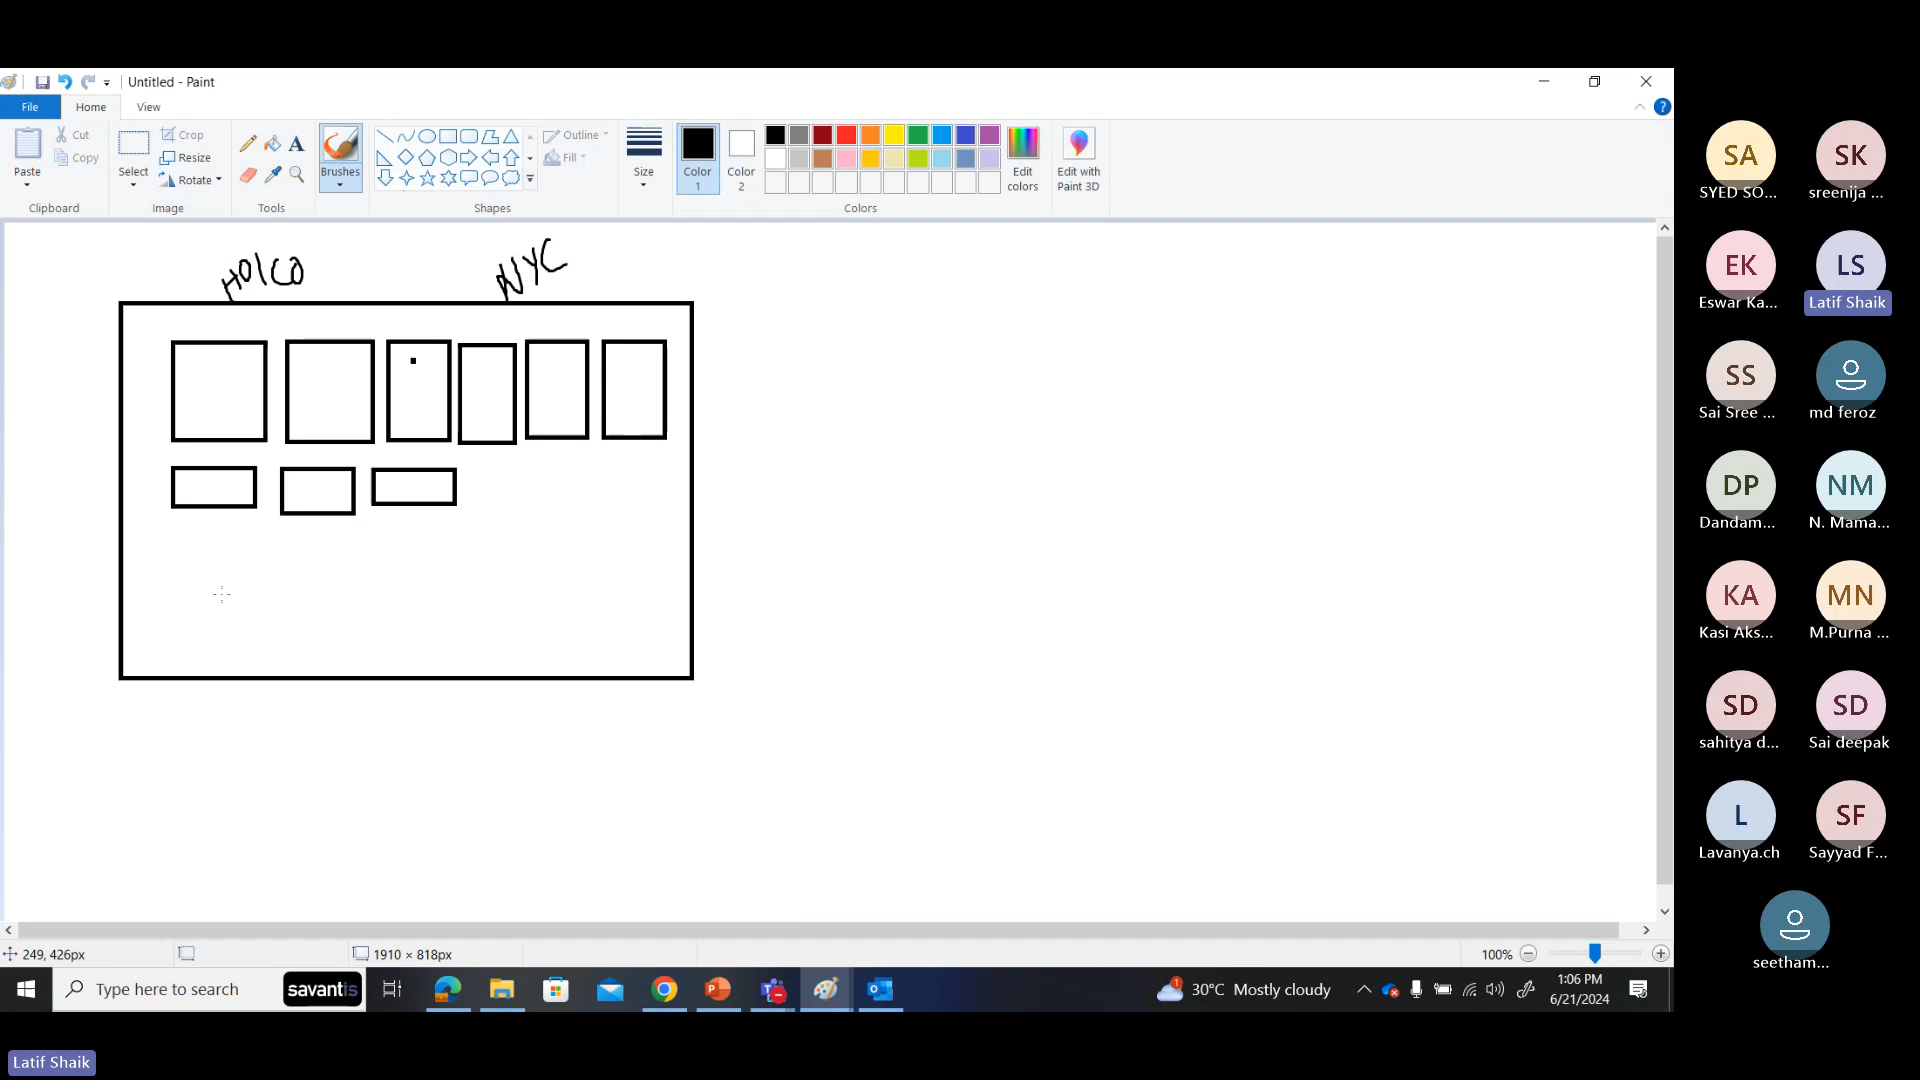 Untitled - Paint
File Home View
Paste
Cut
Copy
Clipboard
Select
Crop
Resize
Rotate
Image
A
Tools
Brushes
Outline
Fill
Shapes
Size
Color 1
Color 2
Edit colors
Colors
Edit with Paint 3D
?
HOlCO
NYC
249, 426px
1910 × 818px
100%
Type here to search
savantis
1
30°C Mostly cloudy
1:06 PM
6/21/2024
SA
SYED SO...
SK
sreenija ...
EK
Eswar Ka...
LS
Latif Shaik
SS
Sai Sree ...
md feroz
DP
Dandam...
NM
N. Mama...
KA
Kasi Aks...
MN
M.Purna ...
SD
sahitya d...
SD
Sai deepak
L
Lavanya.ch
SF
Sayyad F...
seetham...
Latif Shaik